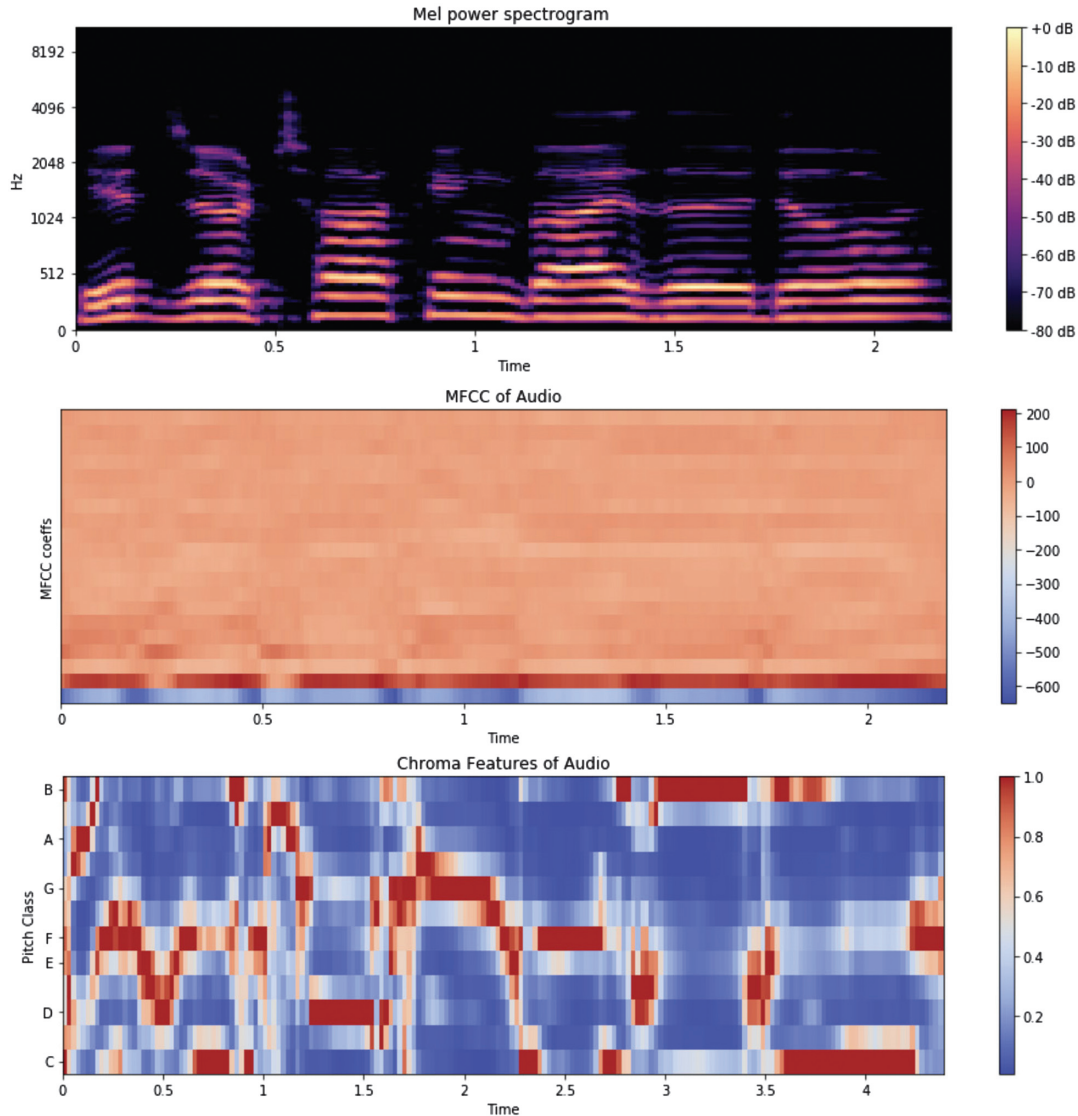 Mel power spectrogram
8192
4096
2048
1024
512
0
Hz
0 0.5 1 1.5 2
Time
+0 dB
-10 dB
-20 dB
-30 dB
-40 dB
-50 dB
-60 dB
-70 dB
-80 dB
MFCC of Audio
MFCC coeffs
0 0.5 1 1.5 2
Time
200
100
0
−100
−200
−300
−400
−500
−600
Chroma Features of Audio
B
A
G
F
E
D
C
Pitch Class
0 0.5 1 1.5 2 2.5 3 3.5 4
Time
1.0
0.8
0.6
0.4
0.2